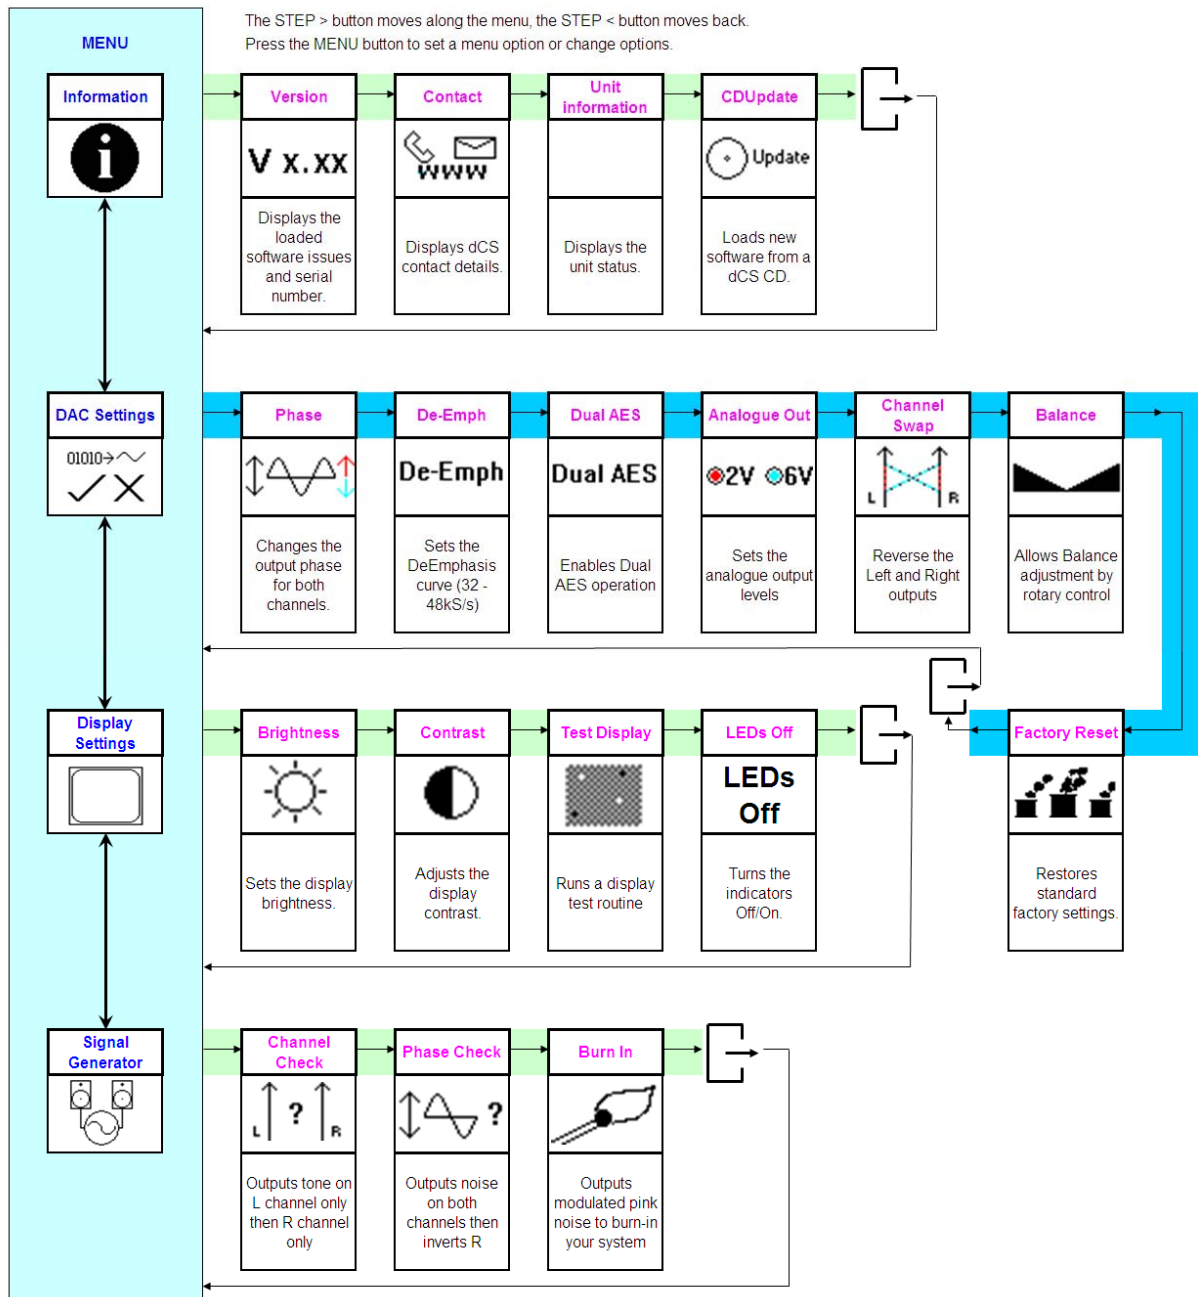 The STEP > button moves along the menu, the STEP < button moves back.
Press the MENU button to set a menu option or change options.
MENU
Information
Version
Contact
Unit
information
CDUpdate
V x.xx
www
Update
Displays the
loaded
software issues
and serial
number.
Displays dCS
contact details.
Displays the
unit status.
Loads new
software from a
dCS CD.
DAC Settings
Phase
De-Emph
Dual AES
Analogue Out
Channel
Swap
Balance
01010→
De-Emph
Dual AES
2V 6V
L R
Changes the
output phase
for both
channels.
Sets the
DeEmphasis
curve (32 -
48kS/s)
Enables Dual
AES operation
Sets the
analogue output
levels
Reverse the
Left and Right
outputs
Allows Balance
adjustment by
rotary control
Display
Settings
Brightness
Contrast
Test Display
LEDs Off
Factory Reset
LEDs
Off
Sets the display
brightness.
Adjusts the
display
contrast.
Runs a display
test routine
Turns the
indicators
Off/On.
Restores
standard
factory settings.
Signal
Generator
Channel
Check
Phase Check
Burn In
L ? R
?
Outputs tone on
L channel only
then R channel
only
Outputs noise
on both
channels then
inverts R
Outputs
modulated pink
noise to burn-in
your system